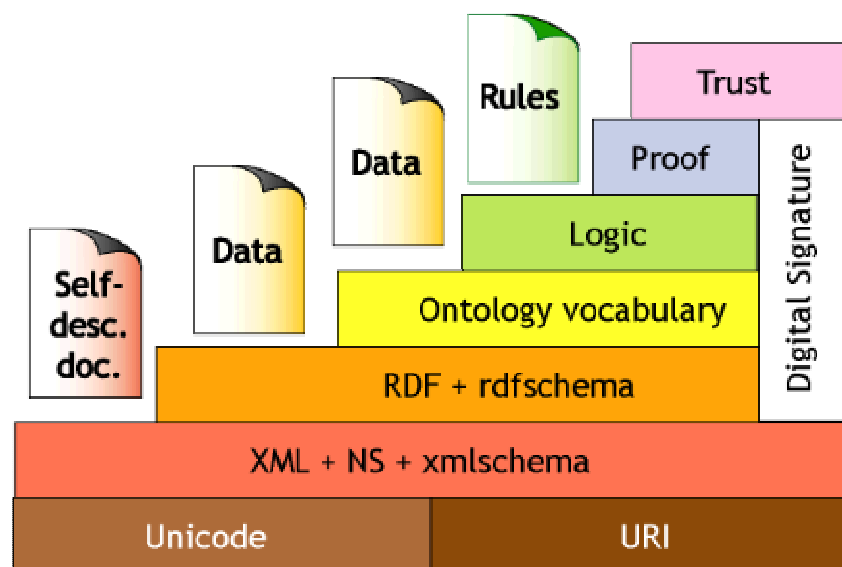 Rules
Trust
Data
Proof
Data
Logic
Digital Signature
Self-
desc.
doc.
Ontology vocabulary
RDF + rdfschema
XML + NS + xmlschema
Unicode
URI